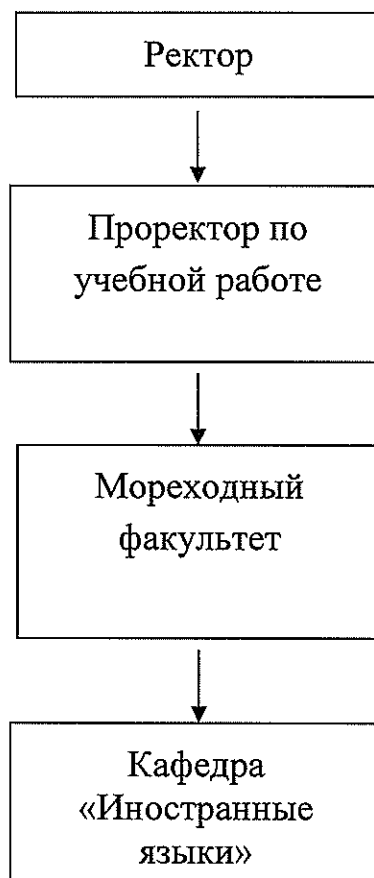 Ректор
Проректор по
учебной работе
Мореходный
факультет
Кафедра
«Иностранные
языки»